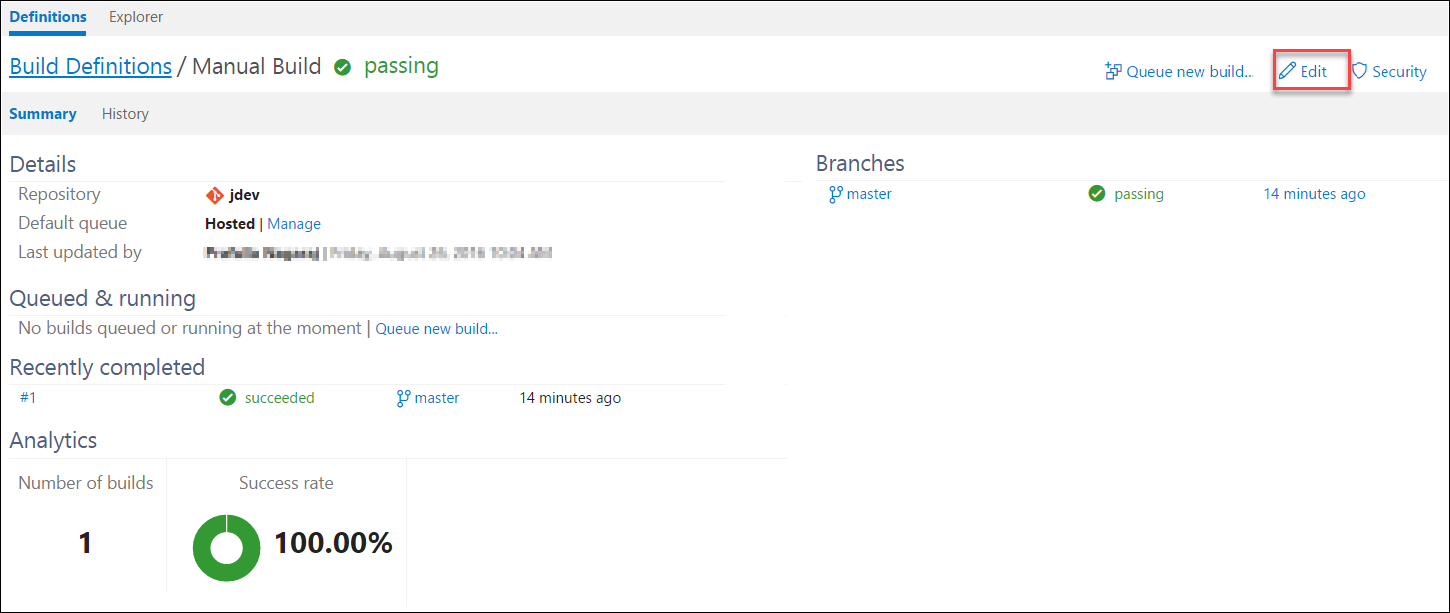 Definitions Explorer
Build Definitions / Manual Build passing
Queue new build... Edit Security
Summary History
Details
Repository jdev
Default queue Hosted | Manage
Last updated by
Queued & running
No builds queued or running at the moment | Queue new build...
Recently completed
#1 succeeded master 14 minutes ago
Analytics
Number of builds Success rate
1 100.00%
Branches
master passing 14 minutes ago